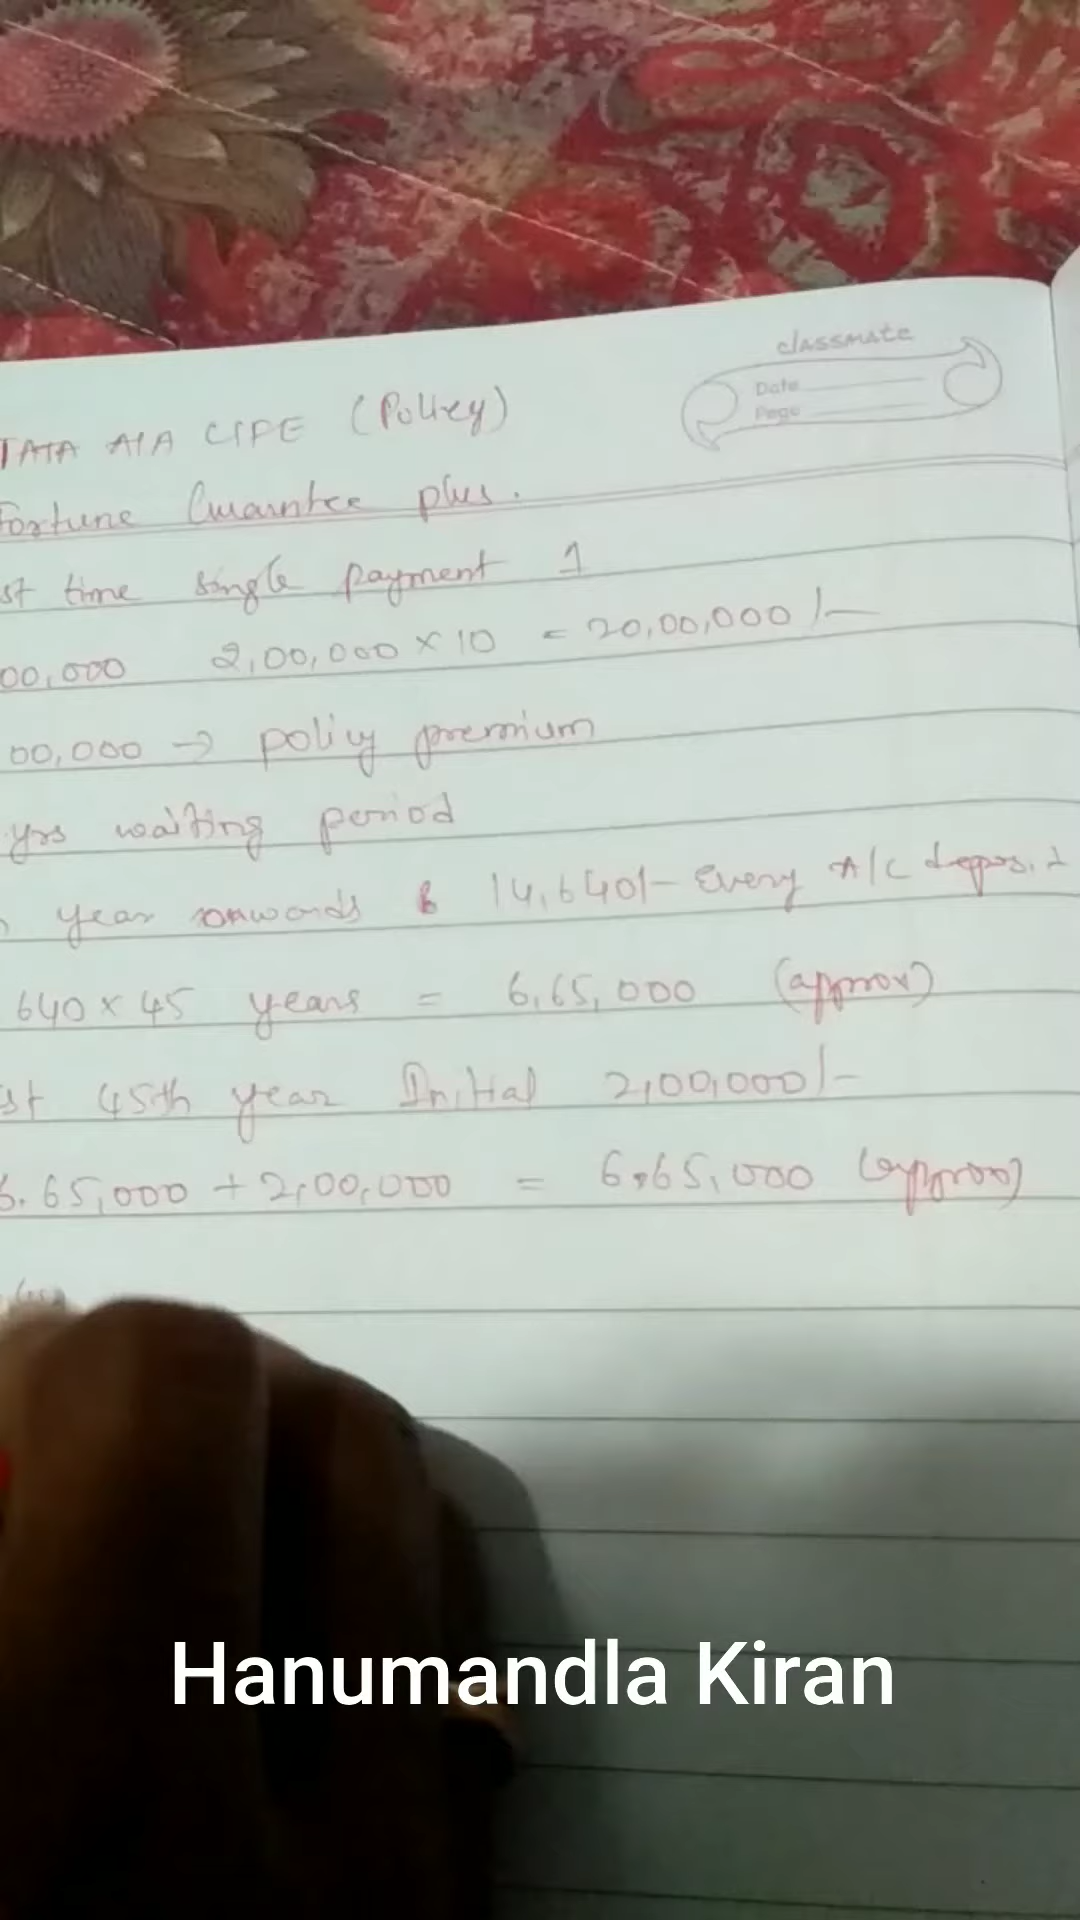 classmate
Date
Page
TATA AIA LIFE (Policy)
Fortune Guarntee plus.
st time single payment 1
00,000 2,00,000 × 10 = 20,00,000/-
00,000 → policy premium
yrs waiting period
year onwords 14,640/- Every A/C deposit
640 × 45 years = 6,65,000 (approx)
st 45th year Initial 2,00,000/-
6.65,000 + 2,00,000 = 6,65,000 (approx)
Hanumandla Kiran